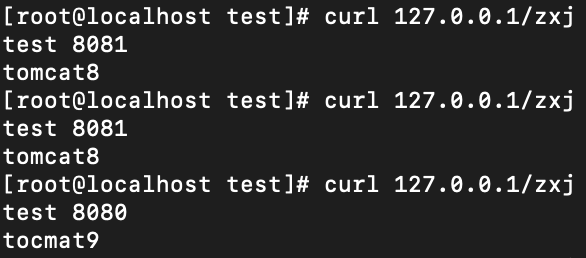 [root@localhost test]# curl 127.0.0.1/zxj
test 8081
tomcat8
[root@localhost test]# curl 127.0.0.1/zxj
test 8081
tomcat8
[root@localhost test]# curl 127.0.0.1/zxj
test 8080
tocmat9